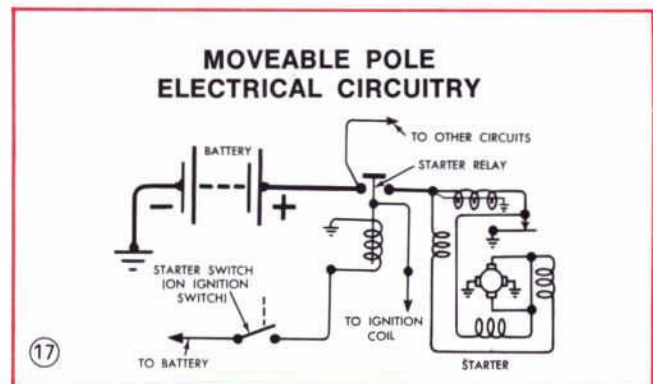 MOVEABLE POLE
ELECTRICAL CIRCUITRY
TO OTHER CIRCUITS
BATTERY
STARTER RELAY
–
+
STARTER SWITCH
(ON IGNITION
SWITCH)
TO IGNITION
COIL
TO BATTERY
STARTER
17